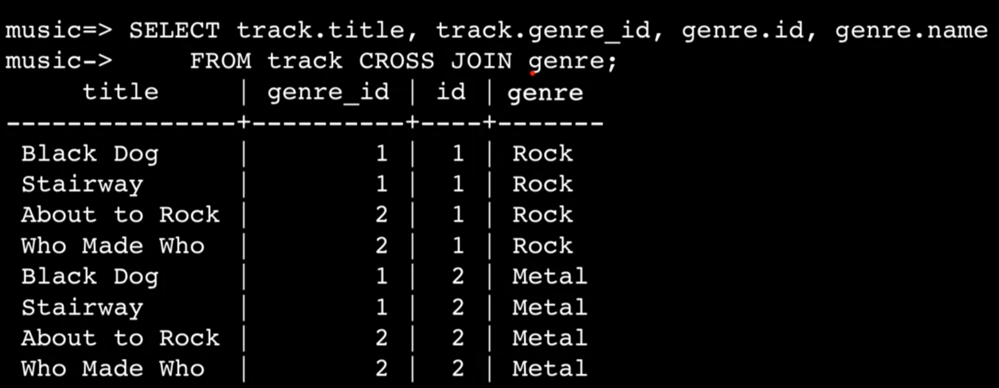 music=> SELECT track.title, track.genre_id, genre.id, genre.name
music->     FROM track CROSS JOIN genre;
     title     | genre_id | id | genre
---------------+----------+----+-------
 Black Dog     |        1 |  1 | Rock
 Stairway      |        1 |  1 | Rock
 About to Rock |        2 |  1 | Rock
 Who Made Who  |        2 |  1 | Rock
 Black Dog     |        1 |  2 | Metal
 Stairway      |        1 |  2 | Metal
 About to Rock |        2 |  2 | Metal
 Who Made Who  |        2 |  2 | Metal